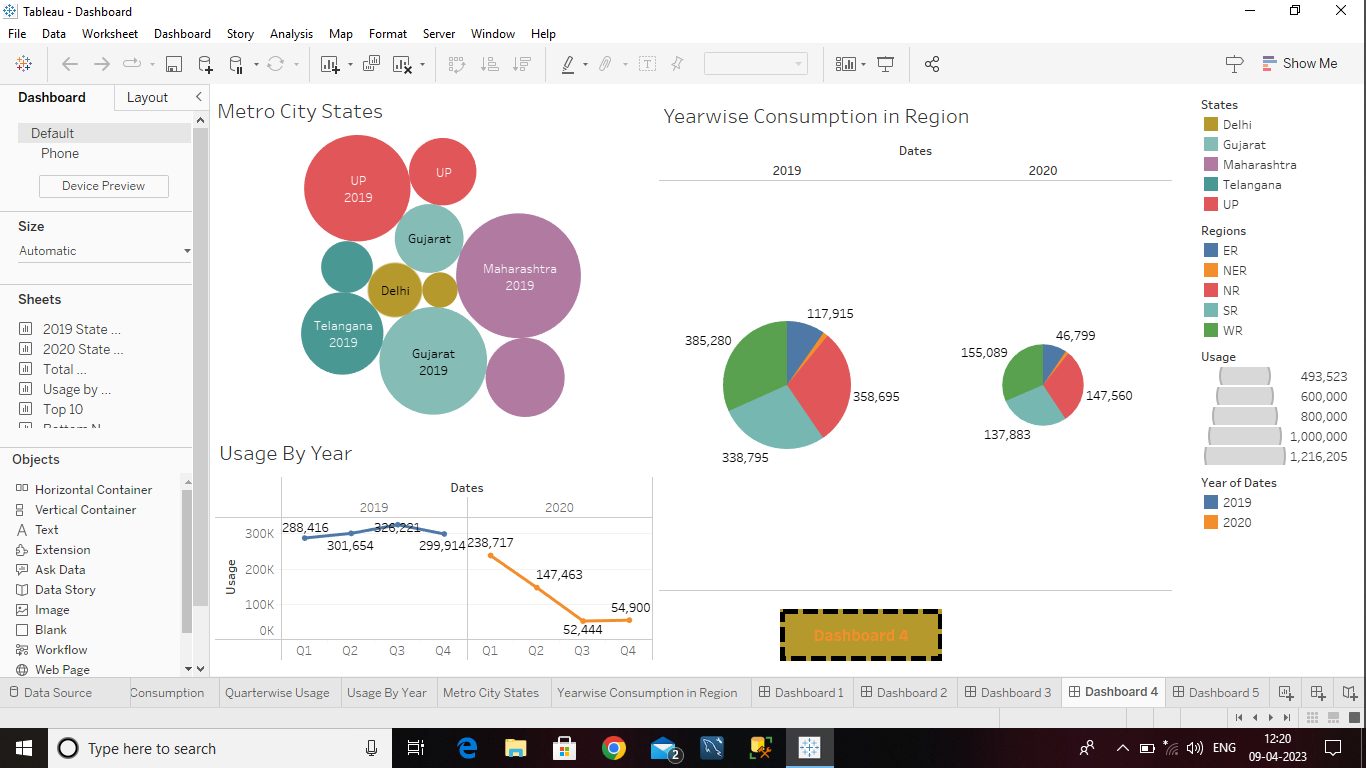 Tableau - Dashboard
File Data Worksheet Dashboard Story Analysis Map Format Server Window Help
Show Me
Dashboard Layout
Default
Phone
Device Preview
Size
Automatic
Sheets
2019 State ...
2020 State ...
Total ...
Usage by ...
Top 10
Bottom N
Objects
Horizontal Container
Vertical Container
Text
Extension
Ask Data
Data Story
Image
Blank
Workflow
Web Page
Metro City States
UP
2019
UP
Gujarat
Maharashtra
2019
Delhi
Telangana
2019
Gujarat
2019
Usage By Year
Dates
2019 2020
Usage
300K
200K
100K
0K
288,416
301,654
326,221
299,914
238,717
147,463
52,444
54,900
Q1 Q2 Q3 Q4 Q1 Q2 Q3 Q4
Yearwise Consumption in Region
Dates
2019 2020
117,915
385,280
358,695
338,795
46,799
155,089
147,560
137,883
Dashboard 4
States
Delhi
Gujarat
Maharashtra
Telangana
UP
Regions
ER
NER
NR
SR
WR
Usage
493,523
600,000
800,000
1,000,000
1,216,205
Year of Dates
2019
2020
Data Source Consumption Quarterwise Usage Usage By Year Metro City States Yearwise Consumption in Region Dashboard 1 Dashboard 2 Dashboard 3 Dashboard 4 Dashboard 5
Type here to search
2
ENG
12:20
09-04-2023